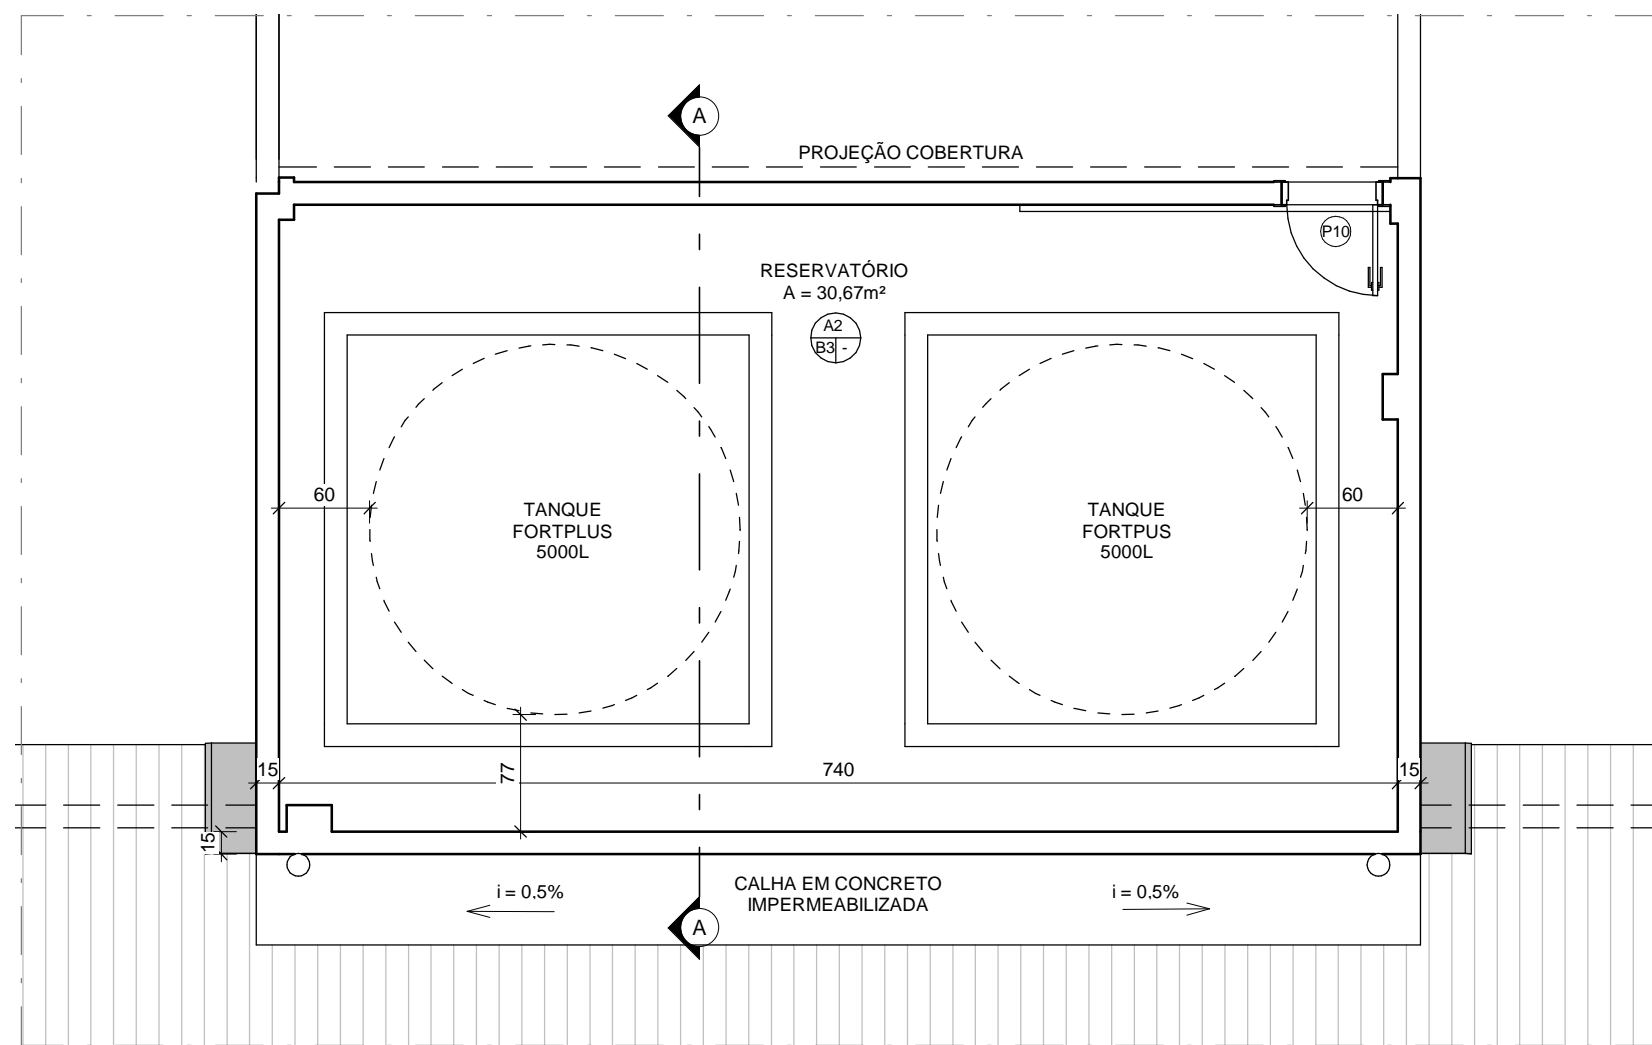 A
PROJEÇÃO COBERTURA
P10
RESERVATÓRIO
A = 30,67m²
A2
B3 -
60
60
TANQUE
FORTPLUS
5000L
TANQUE
FORTPUS
5000L
15
77
740
15
15
i = 0,5%
CALHA EM CONCRETO
IMPERMEABILIZADA
i = 0,5%
A